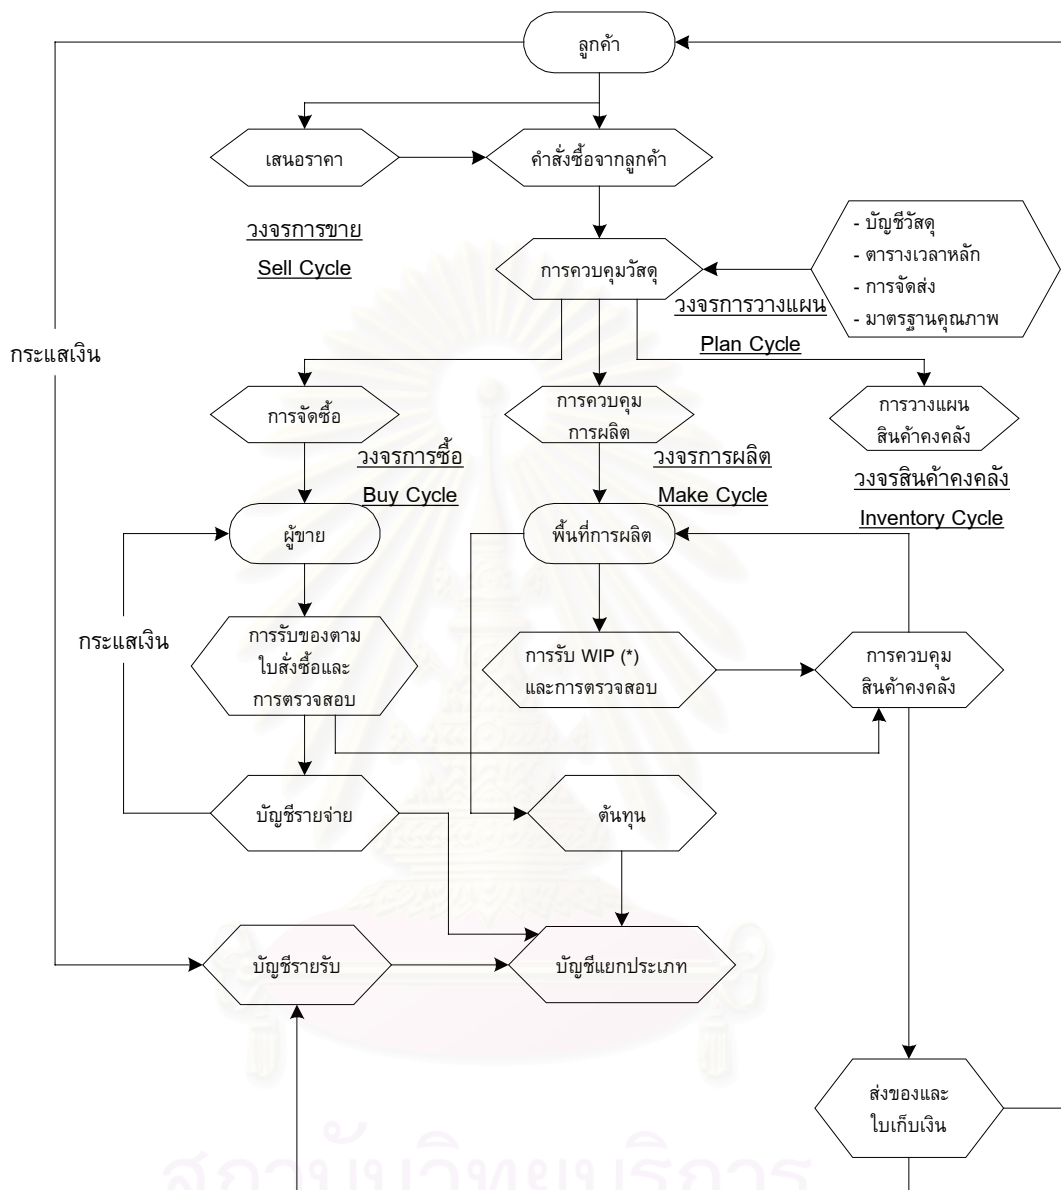 ลูกค้า
เสนอราคา
คำสั่งซื้อจากลูกค้า
วงจรการขาย
Sell Cycle
การควบคุมวัสดุ
- บัญชีวัสดุ
- ตารางเวลาหลัก
- การจัดส่ง
- มาตรฐานคุณภาพ
วงจรการวางแผน
Plan Cycle
กระแสเงิน
การจัดซื้อ
การควบคุม
การผลิต
การวางแผน
สินค้าคงคลัง
วงจรการซื้อ
Buy Cycle
วงจรการผลิต
Make Cycle
วงจรสินค้าคงคลัง
Inventory Cycle
ผู้ขาย
พื้นที่การผลิต
กระแสเงิน
การรับของตาม
ใบสั่งซื้อและ
การตรวจสอบ
การรับ WIP (*)
และการตรวจสอบ
การควบคุม
สินค้าคงคลัง
บัญชีรายจ่าย
ต้นทุน
บัญชีรายรับ
บัญชีแยกประเภท
ส่งของและ
ใบเก็บเงิน
สถาบันวิทยบริการ